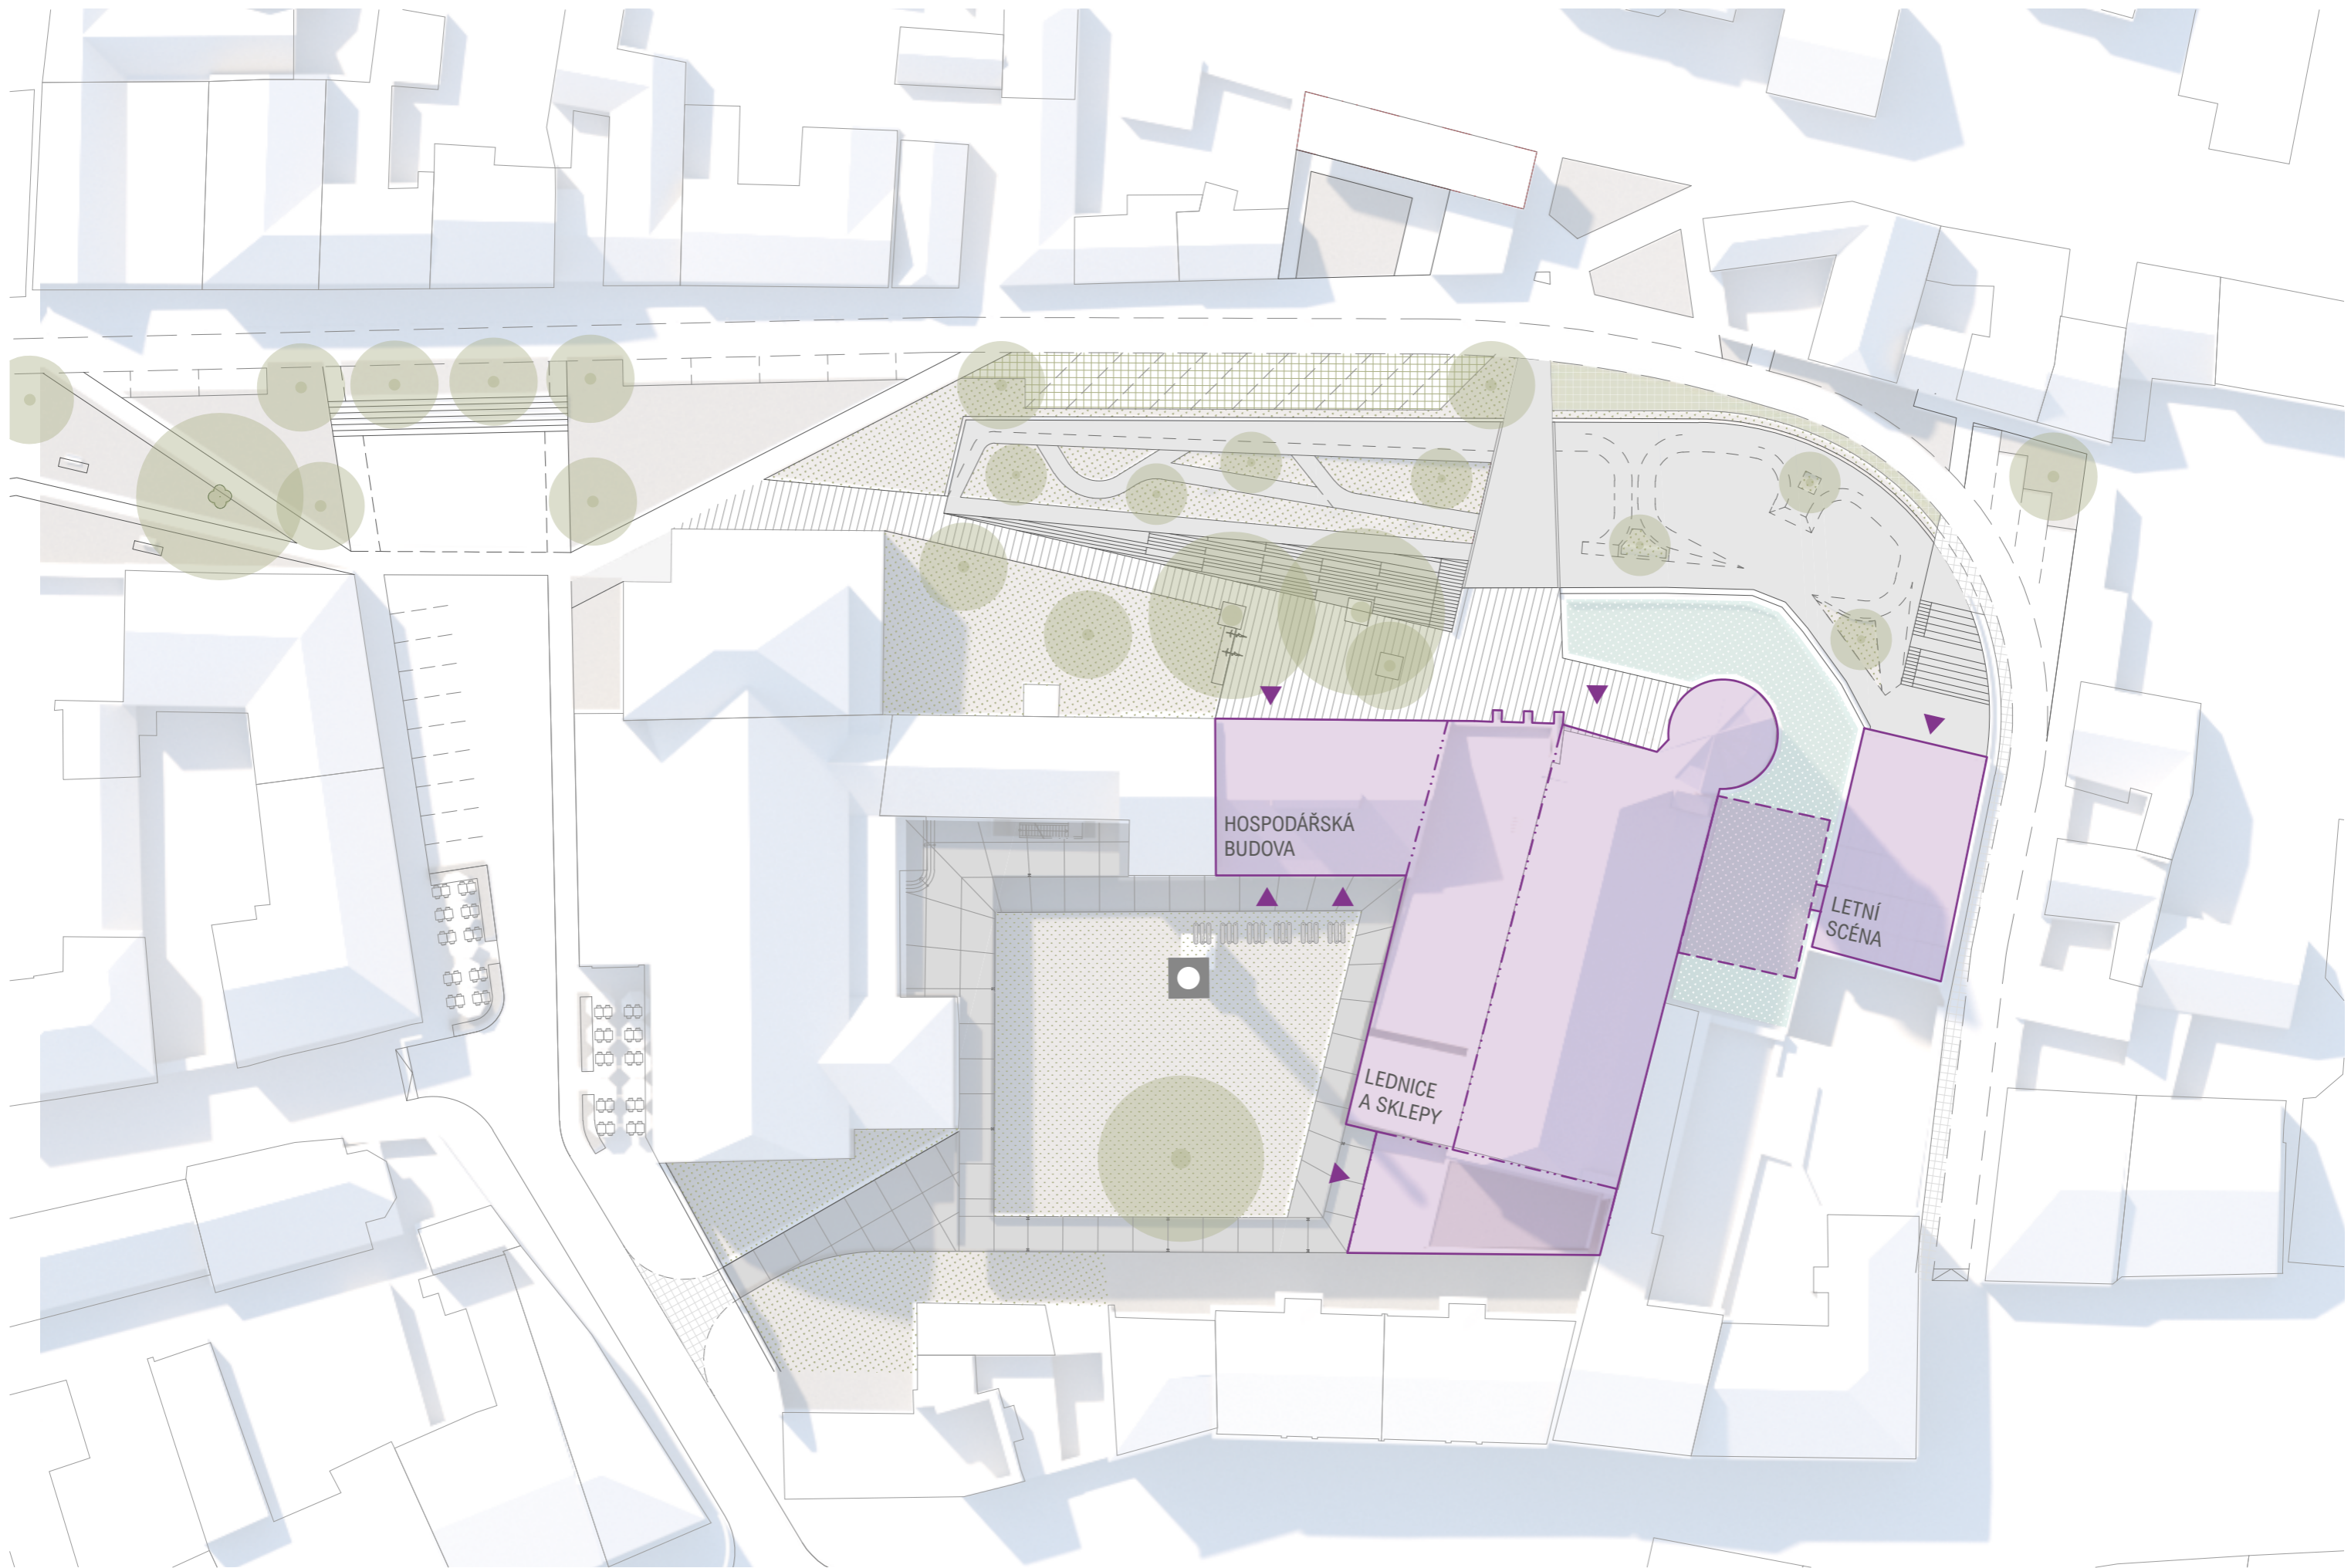 HOSPODÁŘSKÁ
BUDOVA
LETNÍ
SCÉNA
LEDNICE
A SKLEPY